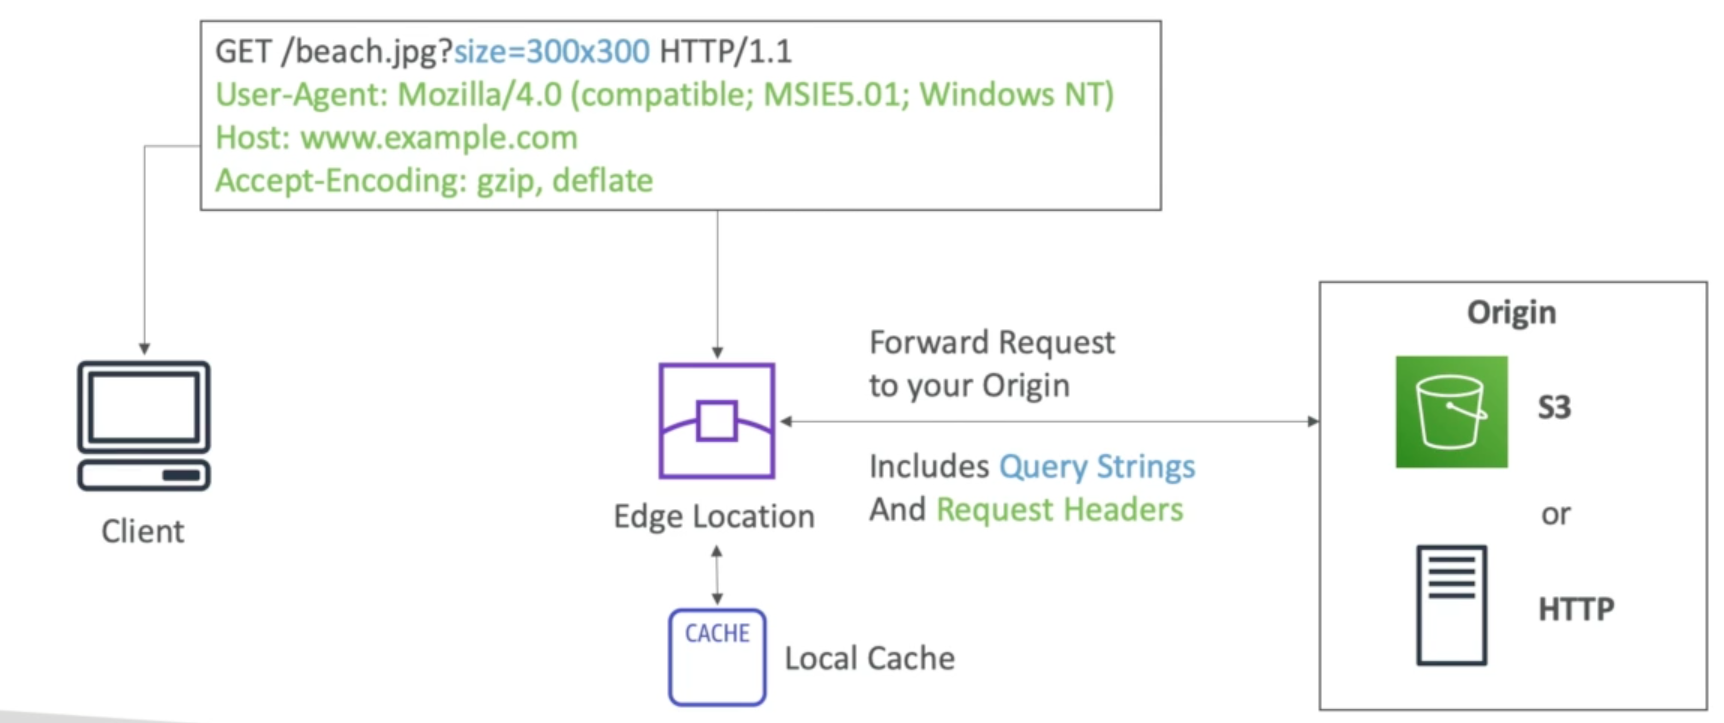 GET /beach.jpg?size=300x300 HTTP/1.1
User-Agent: Mozilla/4.0 (compatible; MSIE5.01; Windows NT)
Host: www.example.com
Accept-Encoding: gzip, deflate
Client
Edge Location
CACHE
Local Cache
Forward Request
to your Origin
Includes Query Strings
And Request Headers
Origin
S3
or
HTTP